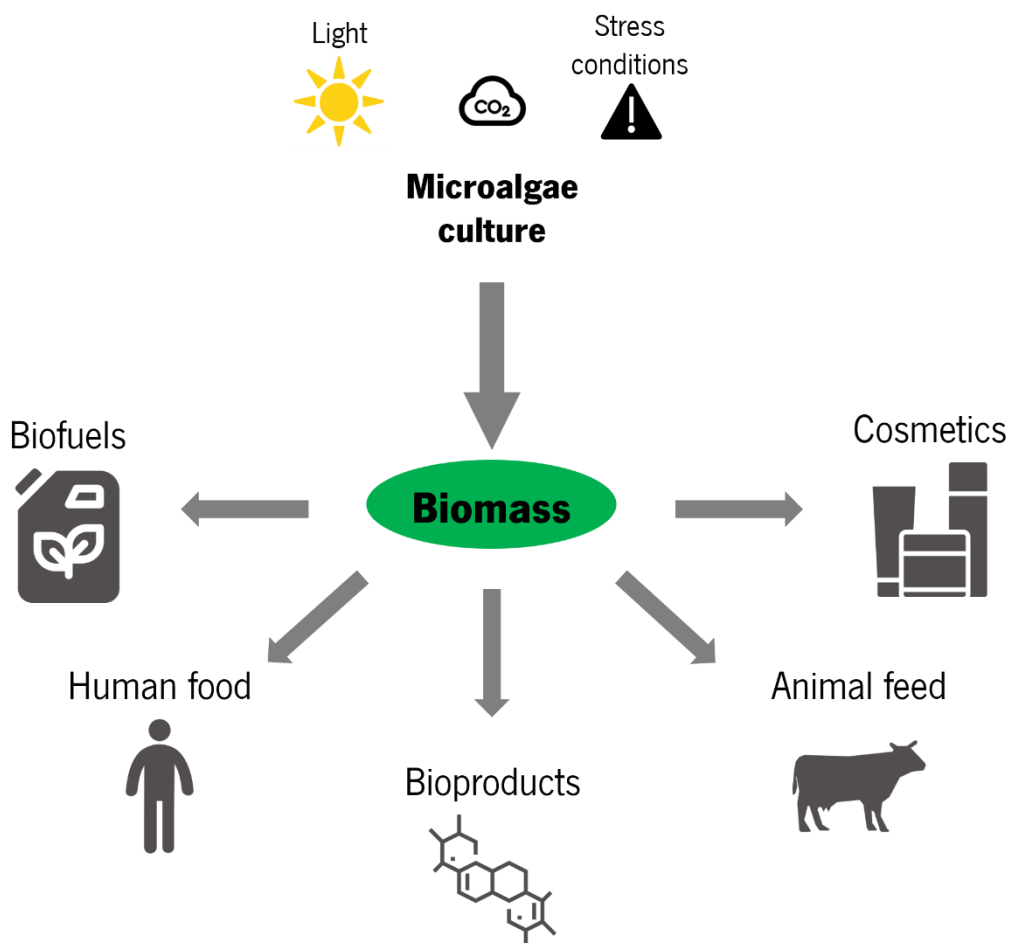 Light
Stress
conditions
CO₂
Microalgae
culture
Biofuels
Biomass
Cosmetics
Human food
Animal feed
Bioproducts